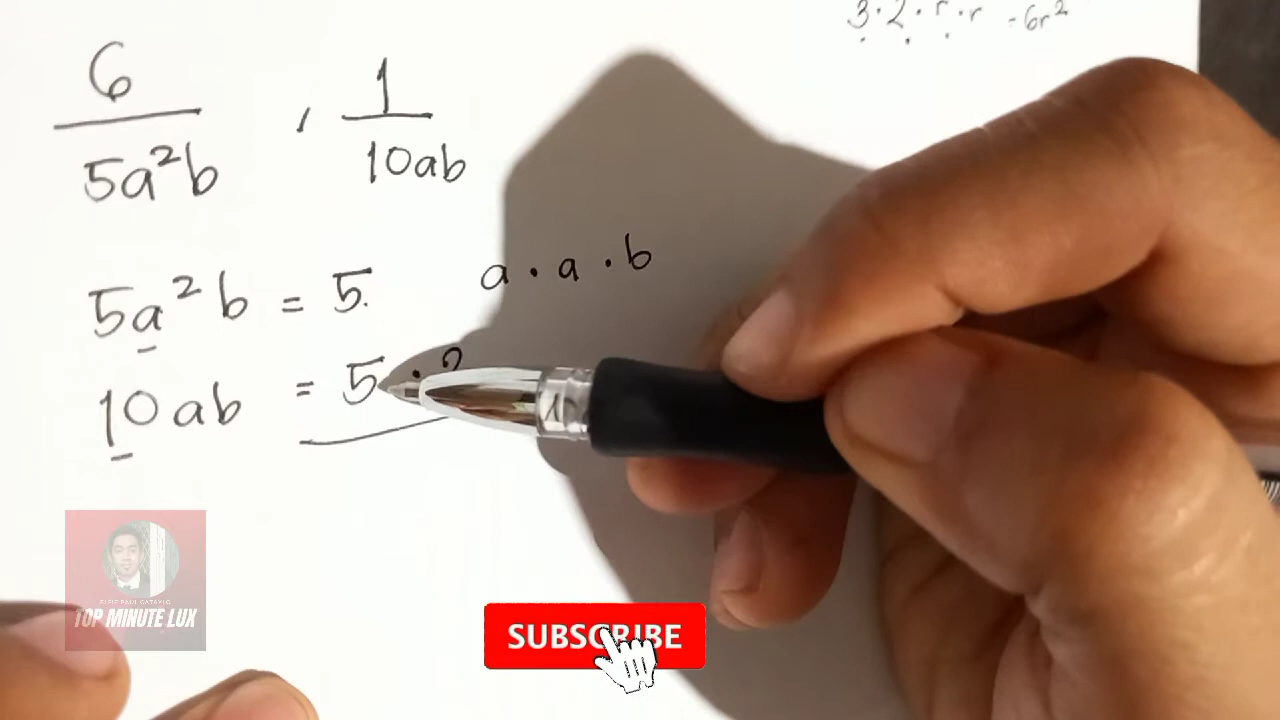 3 · 2 · r · r = 6r²
6/5a²b , 1/10ab
5a²b = 5. a · a · b
10ab = 5 · 2
TOP MINUTE LUX
SUBSCRIBE